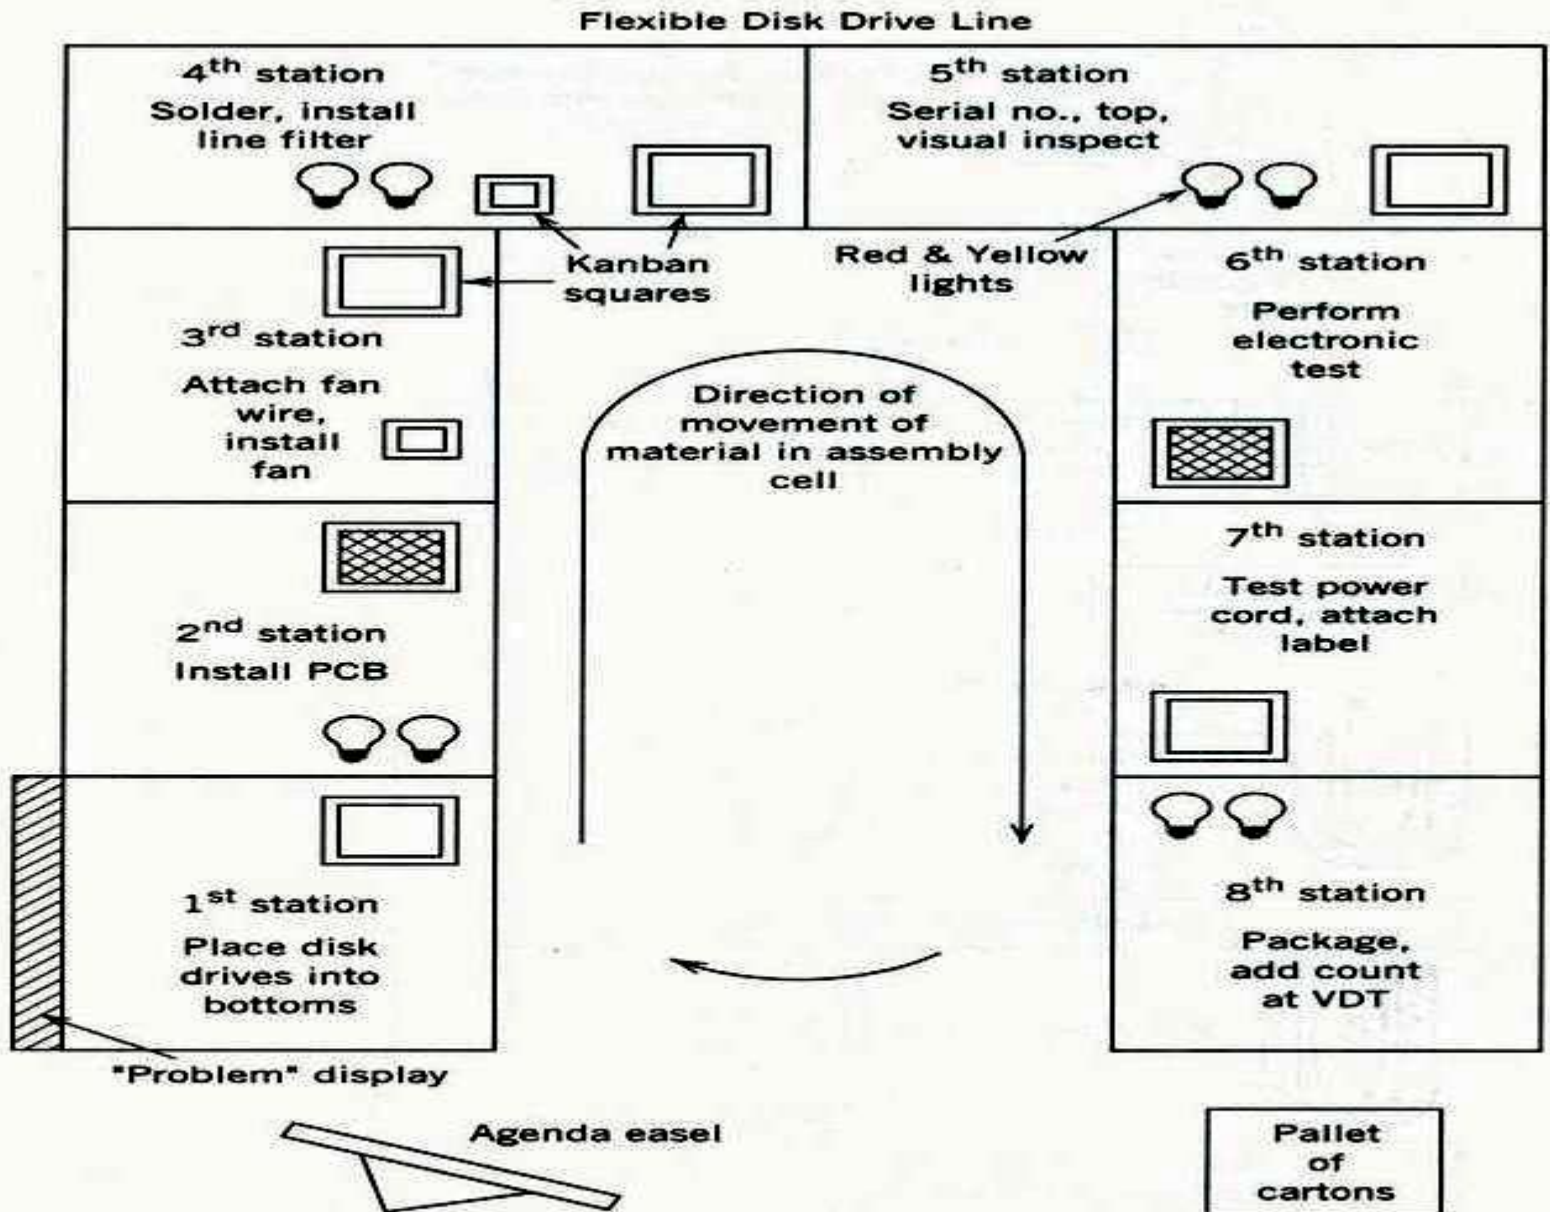 Flexible Disk Drive Line
4th station
Solder, install
line filter
5th station
Serial no., top,
visual inspect
Kanban
squares
Red & Yellow
lights
3rd station
Attach fan
wire,
install
fan
6th station
Perform
electronic
test
Direction of
movement of
material in assembly
cell
2nd station
Install PCB
7th station
Test power
cord, attach
label
1st station
Place disk
drives into
bottoms
8th station
Package,
add count
at VDT
"Problem" display
Agenda easel
Pallet
of
cartons